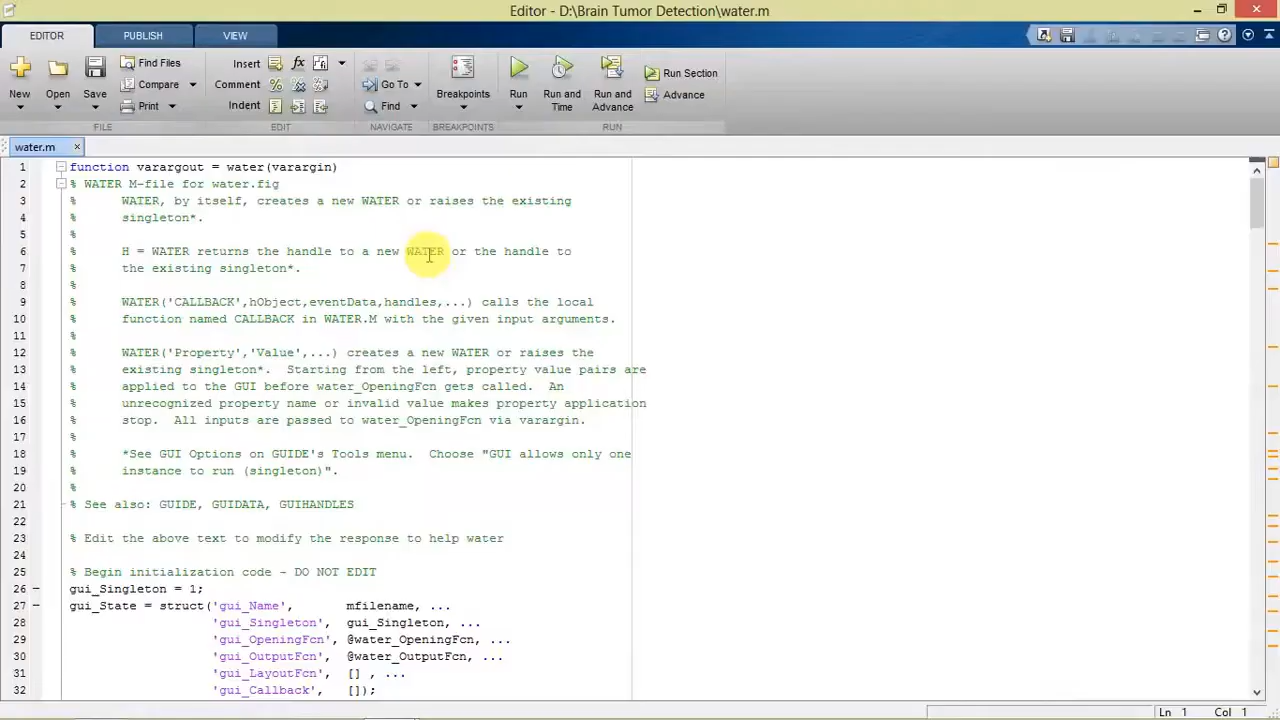 Editor - D:\Brain Tumor Detection\water.m
EDITOR PUBLISH VIEW
New Open Save Find Files Compare Print
Insert Comment Indent
Go To Find
Breakpoints
Run Run and Time Run and Advance Run Section Advance
FILE EDIT NAVIGATE BREAKPOINTS RUN
water.m
1 function varargout = water(varargin)
2 % WATER M-file for water.fig
3 % WATER, by itself, creates a new WATER or raises the existing
4 % singleton*.
5 %
6 % H = WATER returns the handle to a new WATER or the handle to
7 % the existing singleton*.
8 %
9 % WATER('CALLBACK',hObject,eventData,handles,...) calls the local
10 % function named CALLBACK in WATER.M with the given input arguments.
11 %
12 % WATER('Property','Value',...) creates a new WATER or raises the
13 % existing singleton*.  Starting from the left, property value pairs are
14 % applied to the GUI before water_OpeningFcn gets called.  An
15 % unrecognized property name or invalid value makes property application
16 % stop.  All inputs are passed to water_OpeningFcn via varargin.
17 %
18 % *See GUI Options on GUIDE's Tools menu.  Choose "GUI allows only one
19 % instance to run (singleton)".
20 %
21 % See also: GUIDE, GUIDATA, GUIHANDLES
22
23 % Edit the above text to modify the response to help water
24
25 % Begin initialization code - DO NOT EDIT
26 - gui_Singleton = 1;
27 - gui_State = struct('gui_Name', mfilename, ...
28 'gui_Singleton', gui_Singleton, ...
29 'gui_OpeningFcn', @water_OpeningFcn, ...
30 'gui_OutputFcn', @water_OutputFcn, ...
31 'gui_LayoutFcn', [] , ...
32 'gui_Callback', []);
Ln 1 Col 1